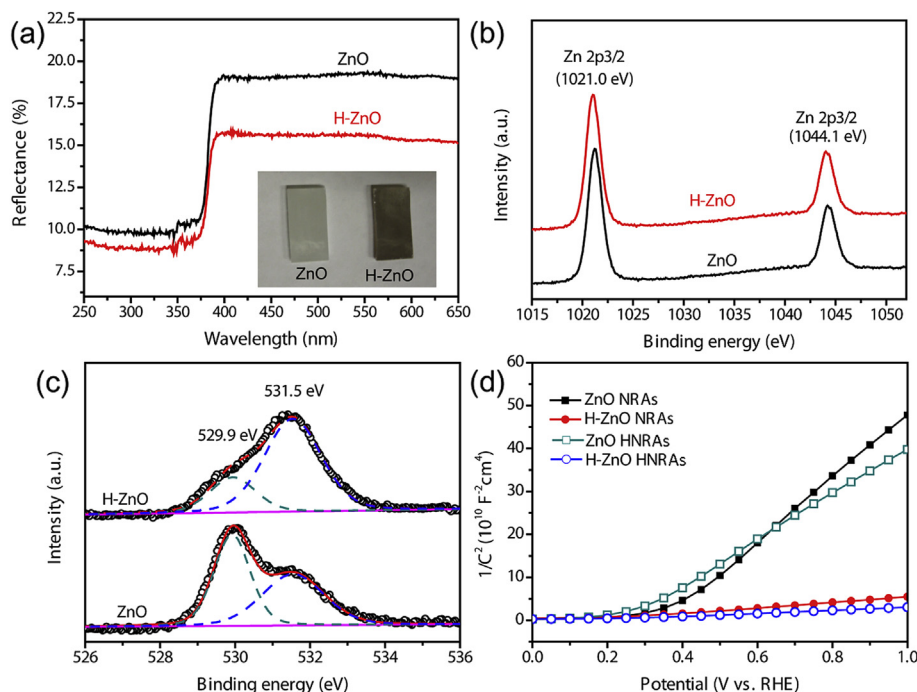 (a)
22.5
20.0
17.5
15.0
12.5
10.0
7.5
Reflectance (%)
ZnO
H-ZnO
ZnO
H-ZnO
250 300 350 400 450 500 550 600 650
Wavelength (nm)
(b)
Zn 2p3/2
(1021.0 eV)
Zn 2p3/2
(1044.1 eV)
H-ZnO
ZnO
Intensity (a.u.)
1015 1020 1025 1030 1035 1040 1045 1050
Binding energy (eV)
(c)
531.5 eV
529.9 eV
H-ZnO
ZnO
Intensity (a.u.)
526 528 530 532 534 536
Binding energy (eV)
(d)
60
50
40
30
20
10
0
1/C² (10¹⁰ F⁻²cm⁴)
ZnO NRAs
H-ZnO NRAs
ZnO HNRAs
H-ZnO HNRAs
0.0 0.2 0.4 0.6 0.8 1.0
Potential (V vs. RHE)